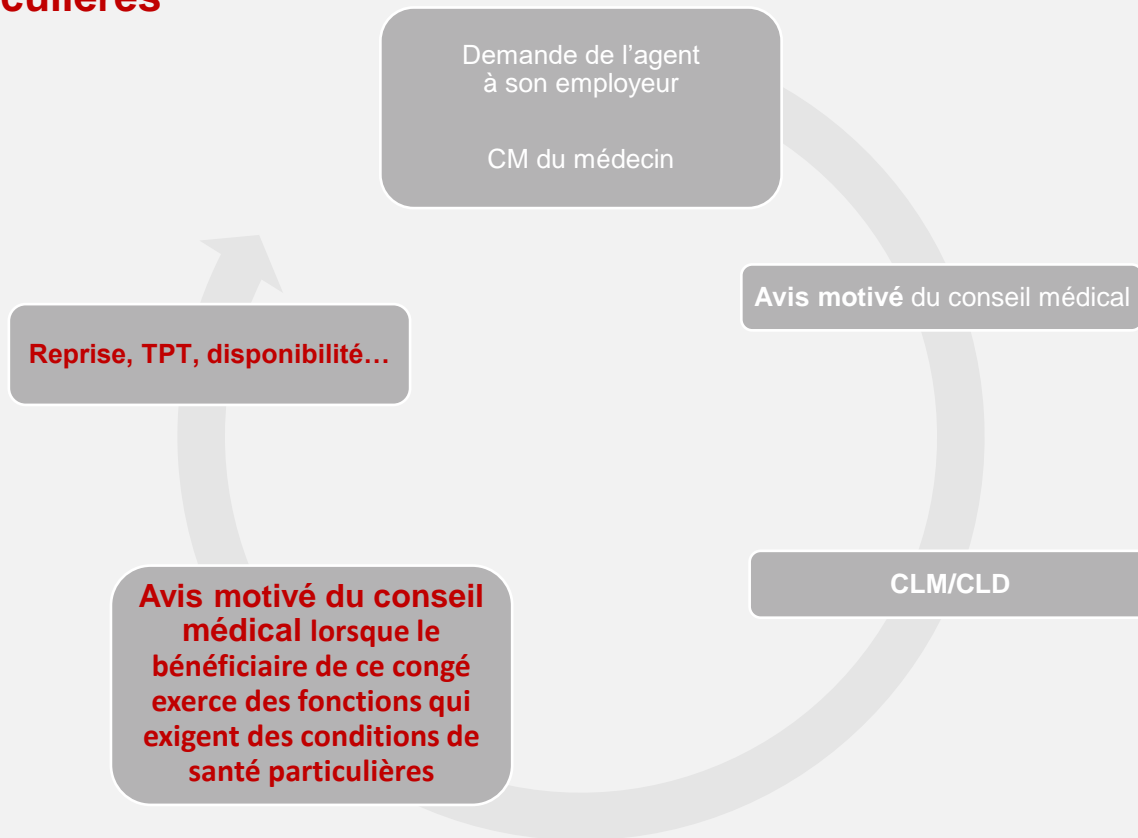 Demande de l’agent
à son employeur
CM du médecin
Avis motivé du conseil médical
CLM/CLD
Avis motivé du conseil
médical lorsque le
bénéficiaire de ce congé
exerce des fonctions qui
exigent des conditions de
santé particulières
Reprise, TPT, disponibilité…